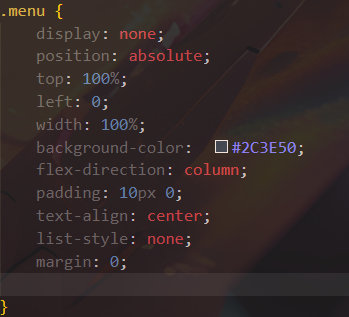 .menu {
display: none;
position: absolute;
top: 100%;
left: 0;
width: 100%;
background-color: #2C3E50;
flex-direction: column;
padding: 10px 0;
text-align: center;
list-style: none;
margin: 0;
}